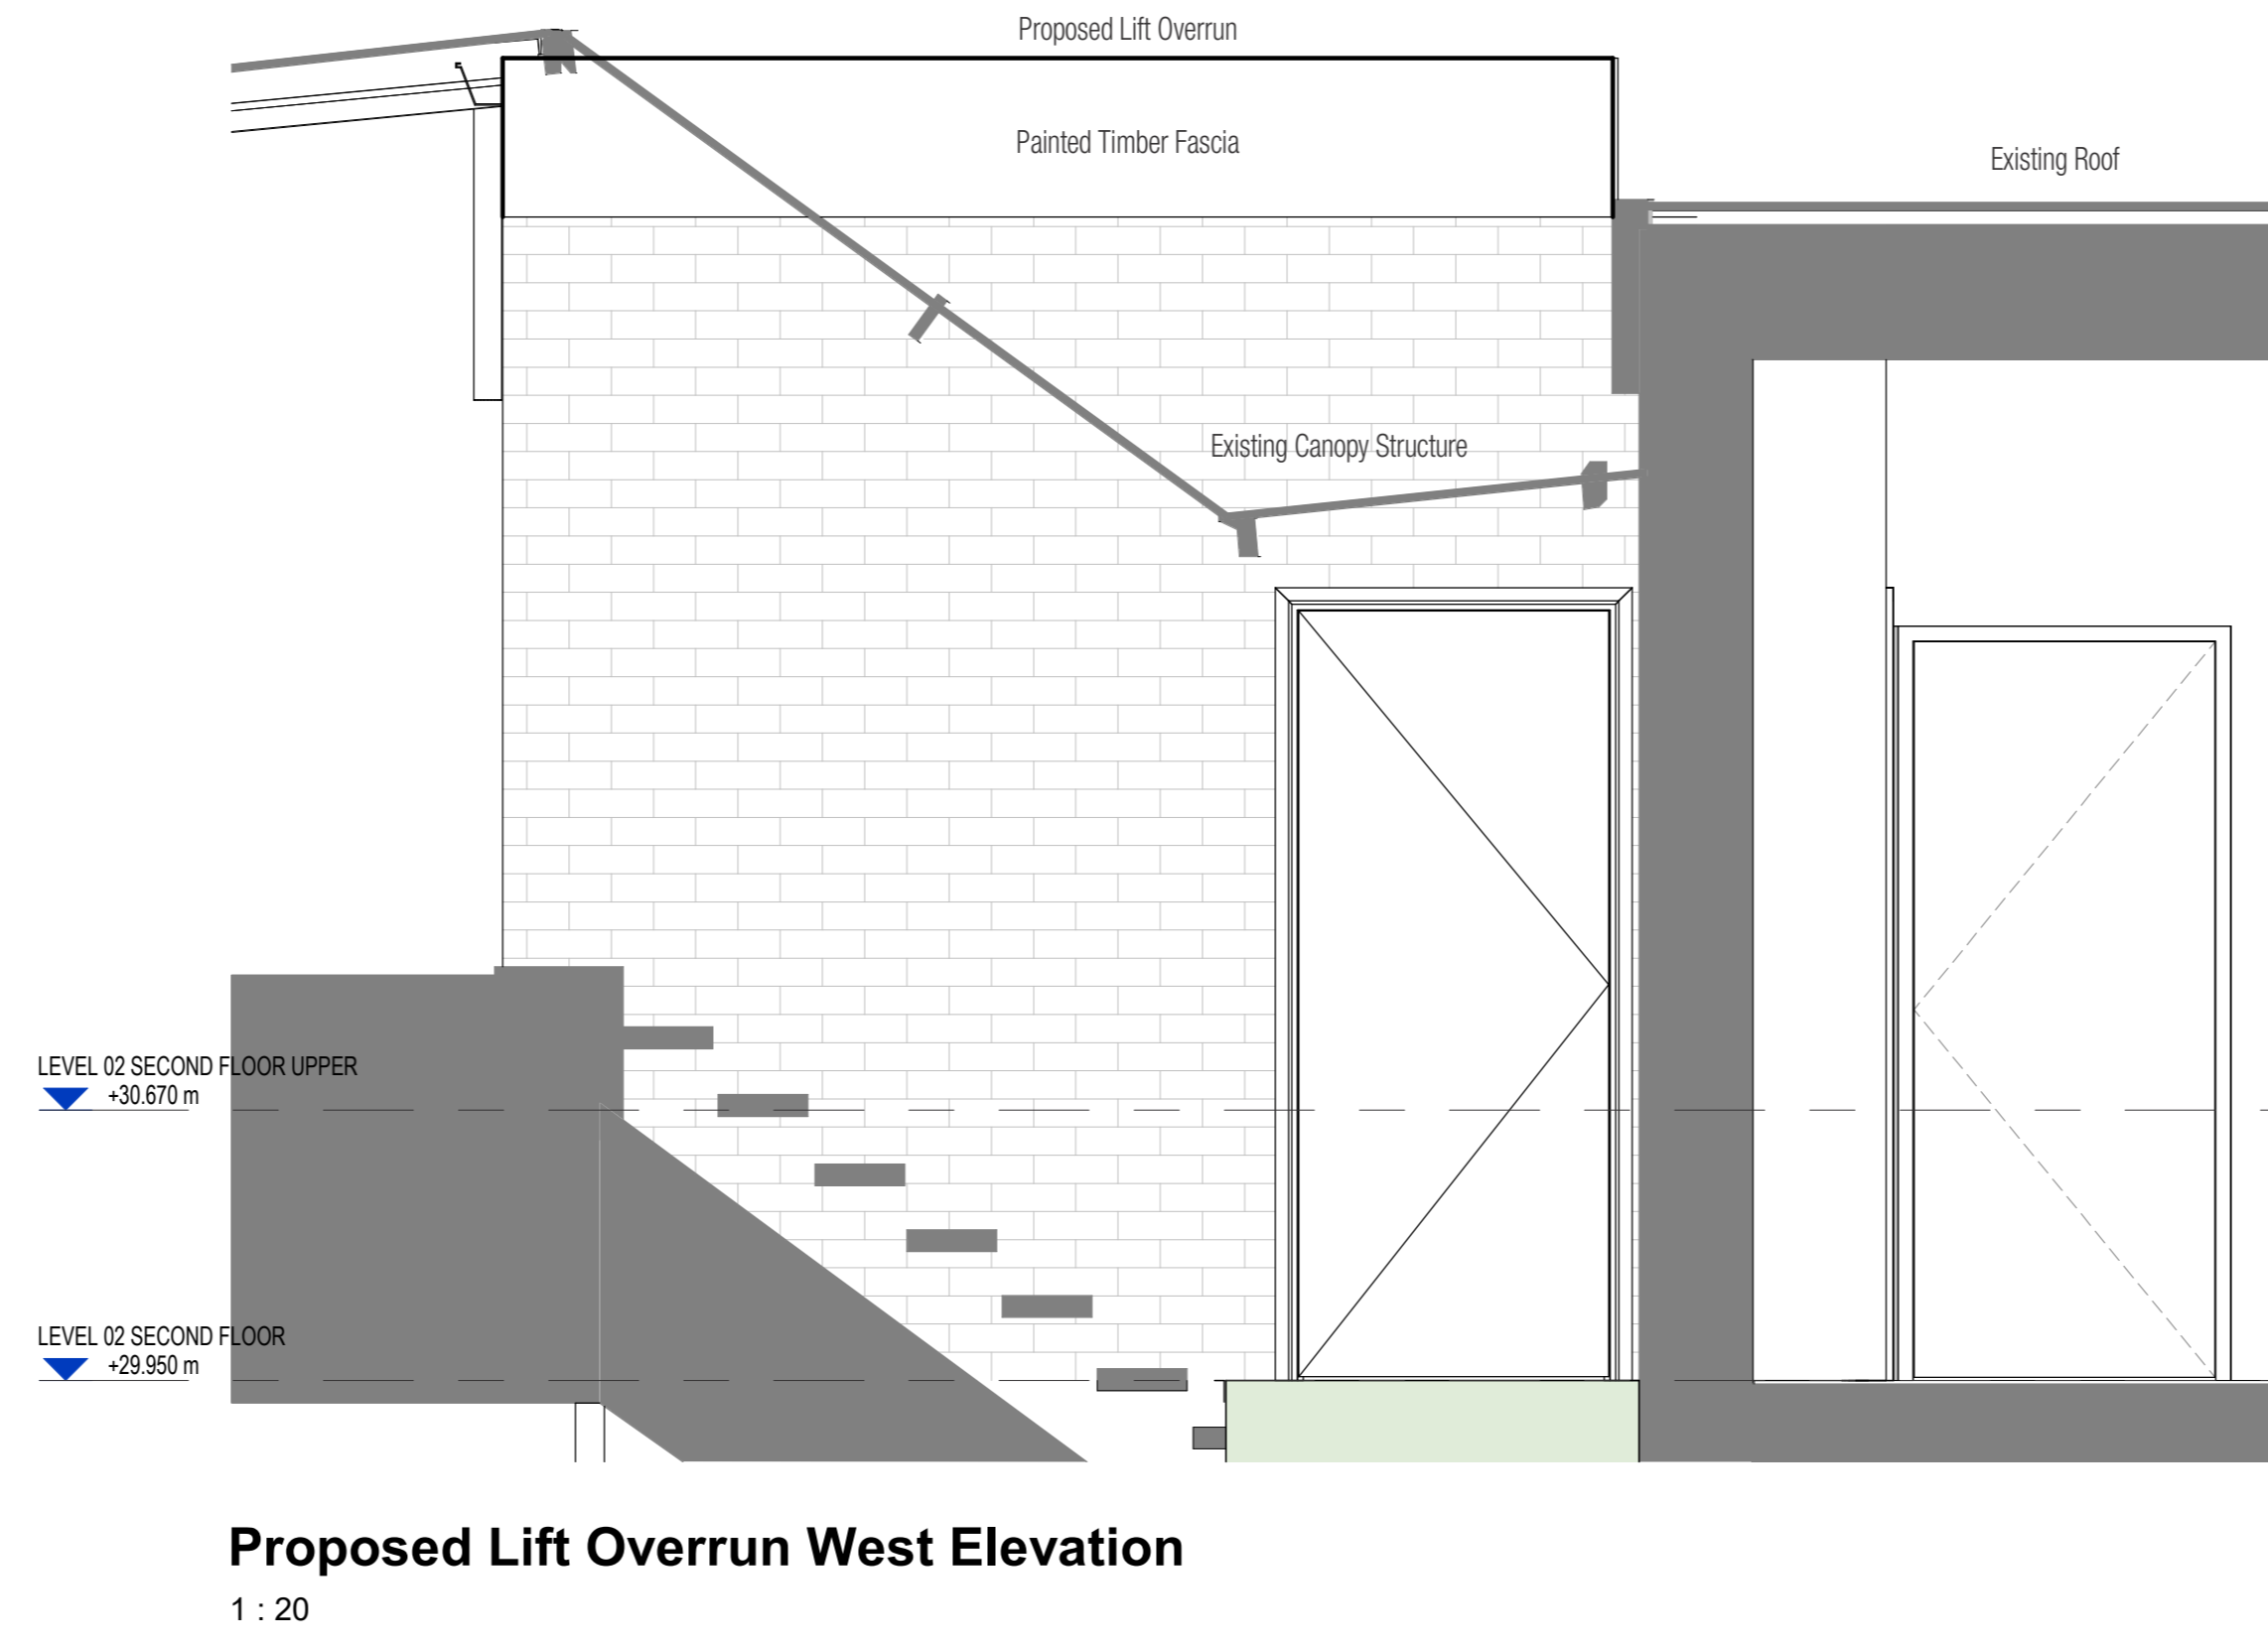 Proposed Lift Overrun
Painted Timber Fascia
Existing Roof
Existing Canopy Structure
LEVEL 02 SECOND FLOOR UPPER
+30.670 m
LEVEL 02 SECOND FLOOR
+29.950 m
Proposed Lift Overrun West Elevation
1 : 20